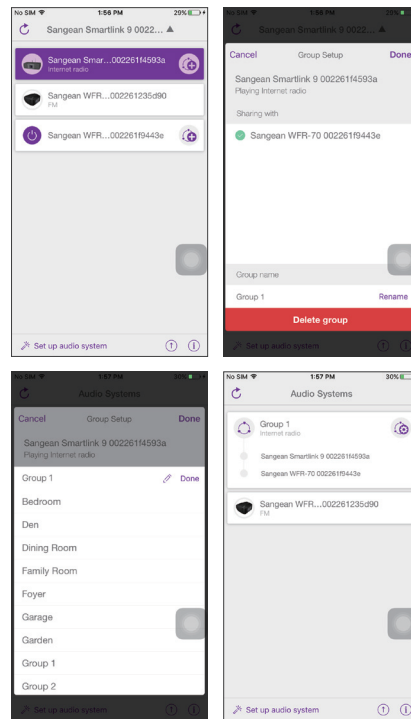 No SIM 1:56 PM 29%
Sangean Smartlink 9 0022... ▲
Sangean Smar...002261f4593a
Internet radio
Sangean WFR...002261235d90
FM
Sangean WFR-70 002261f9443e
Set up audio system
No SIM 1:56 PM 29%
Sangean Smartlink 9 0022... ▲
Cancel Group Setup Done
Sangean Smartlink 9 002261f4593a
Playing Internet radio
Sharing with
Sangean WFR-70 002261f9443e
Group name
Group 1 Rename
Delete group
Set up audio system
No SIM 1:57 PM 30%
Audio Systems
Cancel Group Setup Done
Sangean Smartlink 9 002261f4593a
Playing Internet radio
Group 1 Done
Bedroom
Den
Dining Room
Family Room
Foyer
Garage
Garden
Group 1
Group 2
Set up audio system
No SIM 1:57 PM 30%
Audio Systems
Group 1
Internet radio
Sangean Smartlink 9 002261f4593a
Sangean WFR-70 002261f9443e
Sangean WFR...002261235d90
FM
Set up audio system